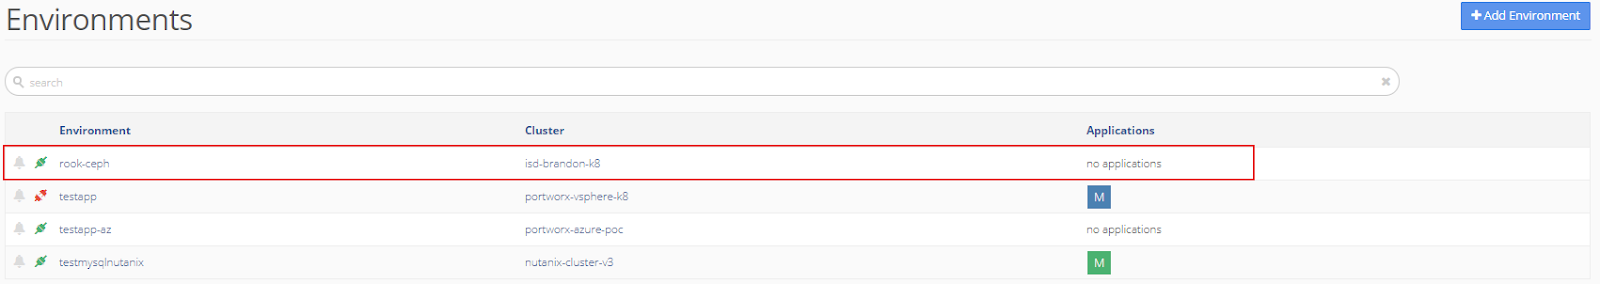 Environments
+ Add Environment
search
Environment Cluster Applications
rook-ceph isd-brandon-k8 no applications
testapp portworx-vsphere-k8 M
testapp-az portworx-azure-poc no applications
testmysqlnutanix nutanix-cluster-v3 M